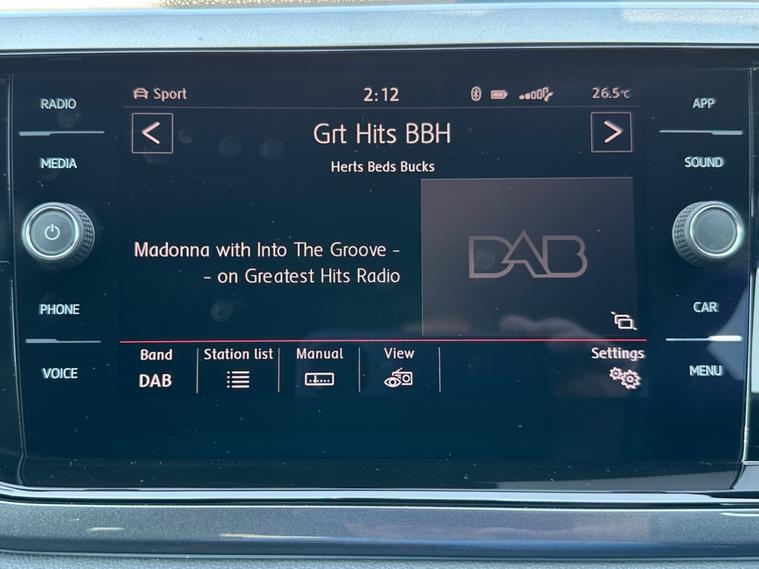 RADIO
MEDIA
PHONE
VOICE
Sport 2:12 26.5°C
< Grt Hits BBH >
Herts Beds Bucks
Madonna with Into The Groove -
- on Greatest Hits Radio
DAB
Band Station list Manual View Settings
DAB
APP
SOUND
CAR
MENU